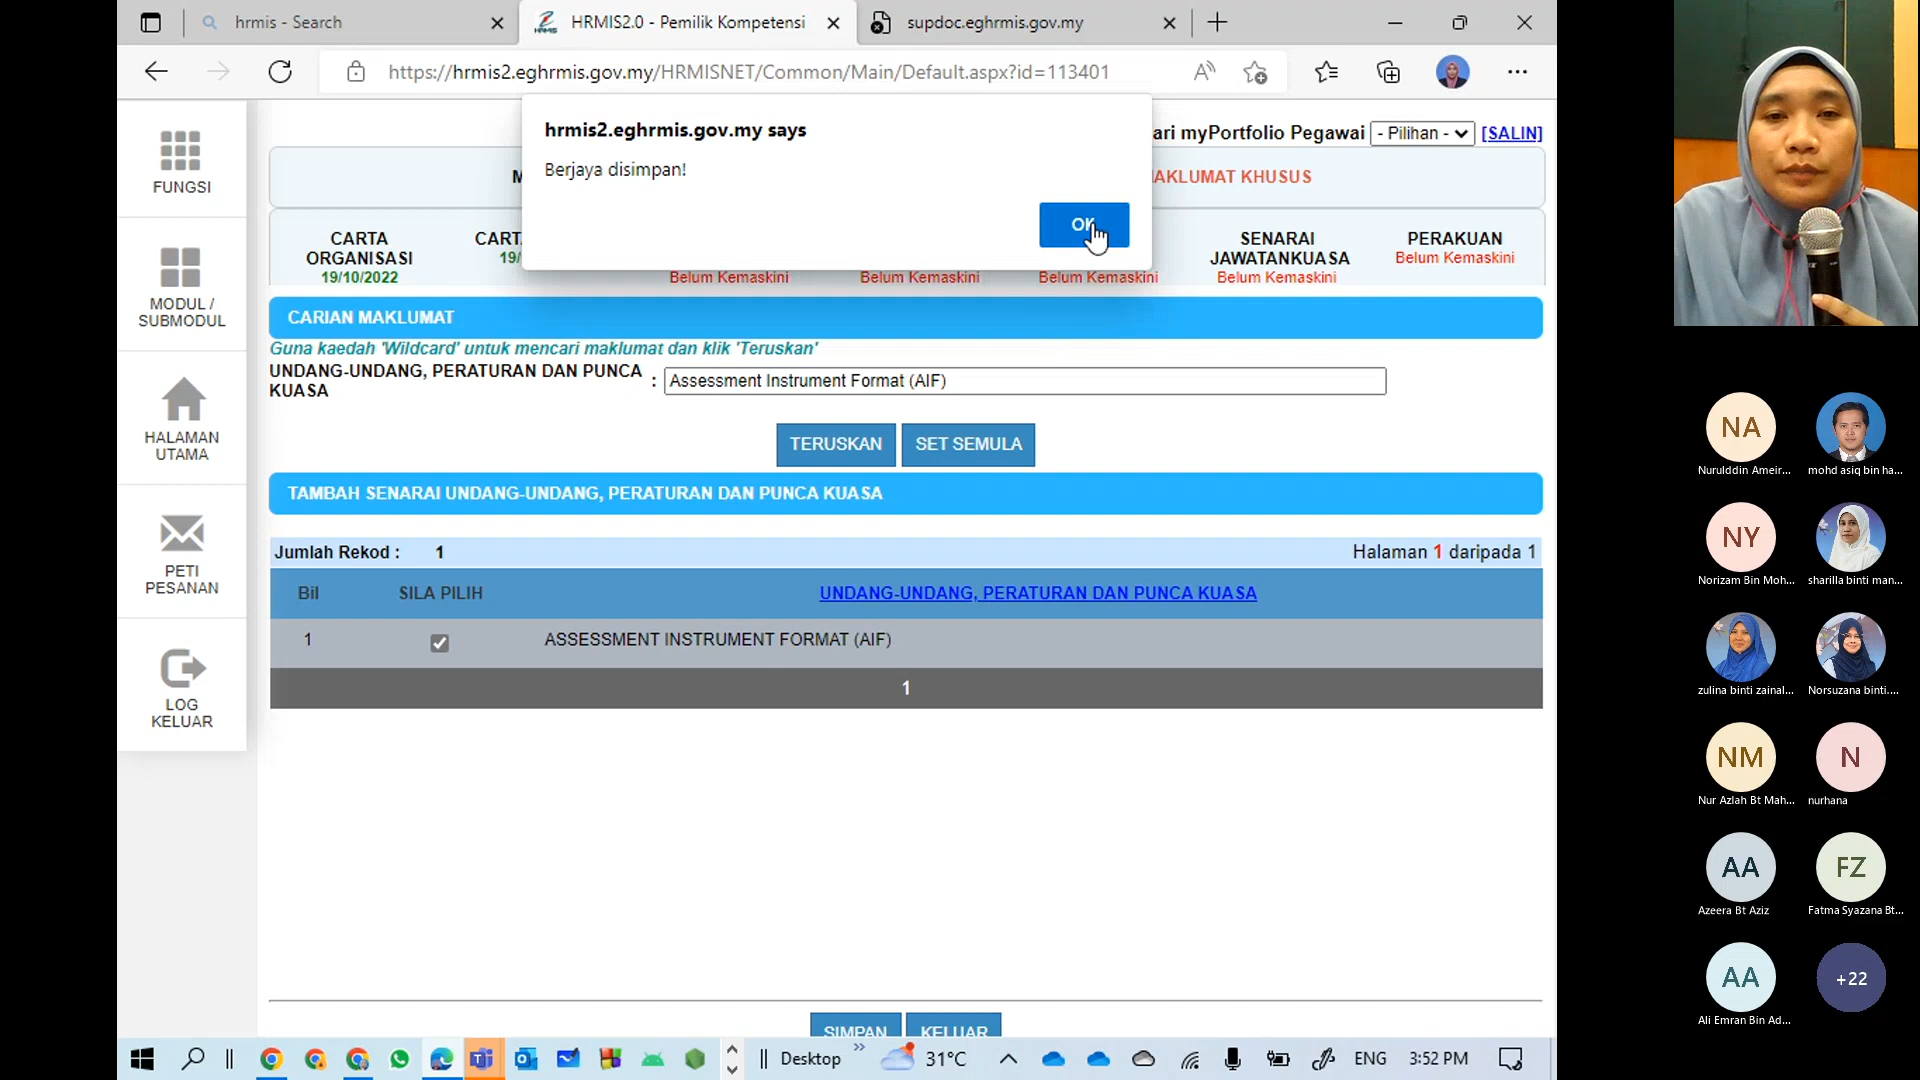 hrmis - Search
HRMIS2.0 - Pemilik Kompetensi
supdoc.eghrmis.gov.my
https://hrmis2.eghrmis.gov.my/HRMISNET/Common/Main/Default.aspx?id=113401
hrmis2.eghrmis.gov.my says
Berjaya disimpan!
OK
ari myPortfolio Pegawai - Pilihan - [SALIN]
M
AKLUMAT KHUSUS
CARTA ORGANISASI
19/10/2022
CART
19/
Belum Kemaskini
Belum Kemaskini
Belum Kemaskini
SENARAI JAWATANKUASA
Belum Kemaskini
PERAKUAN
Belum Kemaskini
FUNGSI
MODUL / SUBMODUL
HALAMAN UTAMA
PETI PESANAN
LOG KELUAR
CARIAN MAKLUMAT
Guna kaedah 'Wildcard' untuk mencari maklumat dan klik 'Teruskan'
UNDANG-UNDANG, PERATURAN DAN PUNCA KUASA : Assessment Instrument Format (AIF)
TERUSKAN SET SEMULA
TAMBAH SENARAI UNDANG-UNDANG, PERATURAN DAN PUNCA KUASA
Jumlah Rekod : 1 Halaman 1 daripada 1
Bil SILA PILIH UNDANG-UNDANG, PERATURAN DAN PUNCA KUASA
1 ASSESSMENT INSTRUMENT FORMAT (AIF)
1
SIMPAN KELUAR
Desktop 31°C ENG 3:52 PM
NA
Nurulddin Ameir...
mohd asiq bin ha...
NY
Norizam Bin Moh...
sharilla binti man...
zulina binti zainal...
Norsuzana binti....
NM
Nur Azlah Bt Mah...
N
nurhana
AA
Azeera Bt Aziz
FZ
Fatma Syazana Bt...
AA
Ali Emran Bin Ad...
+22